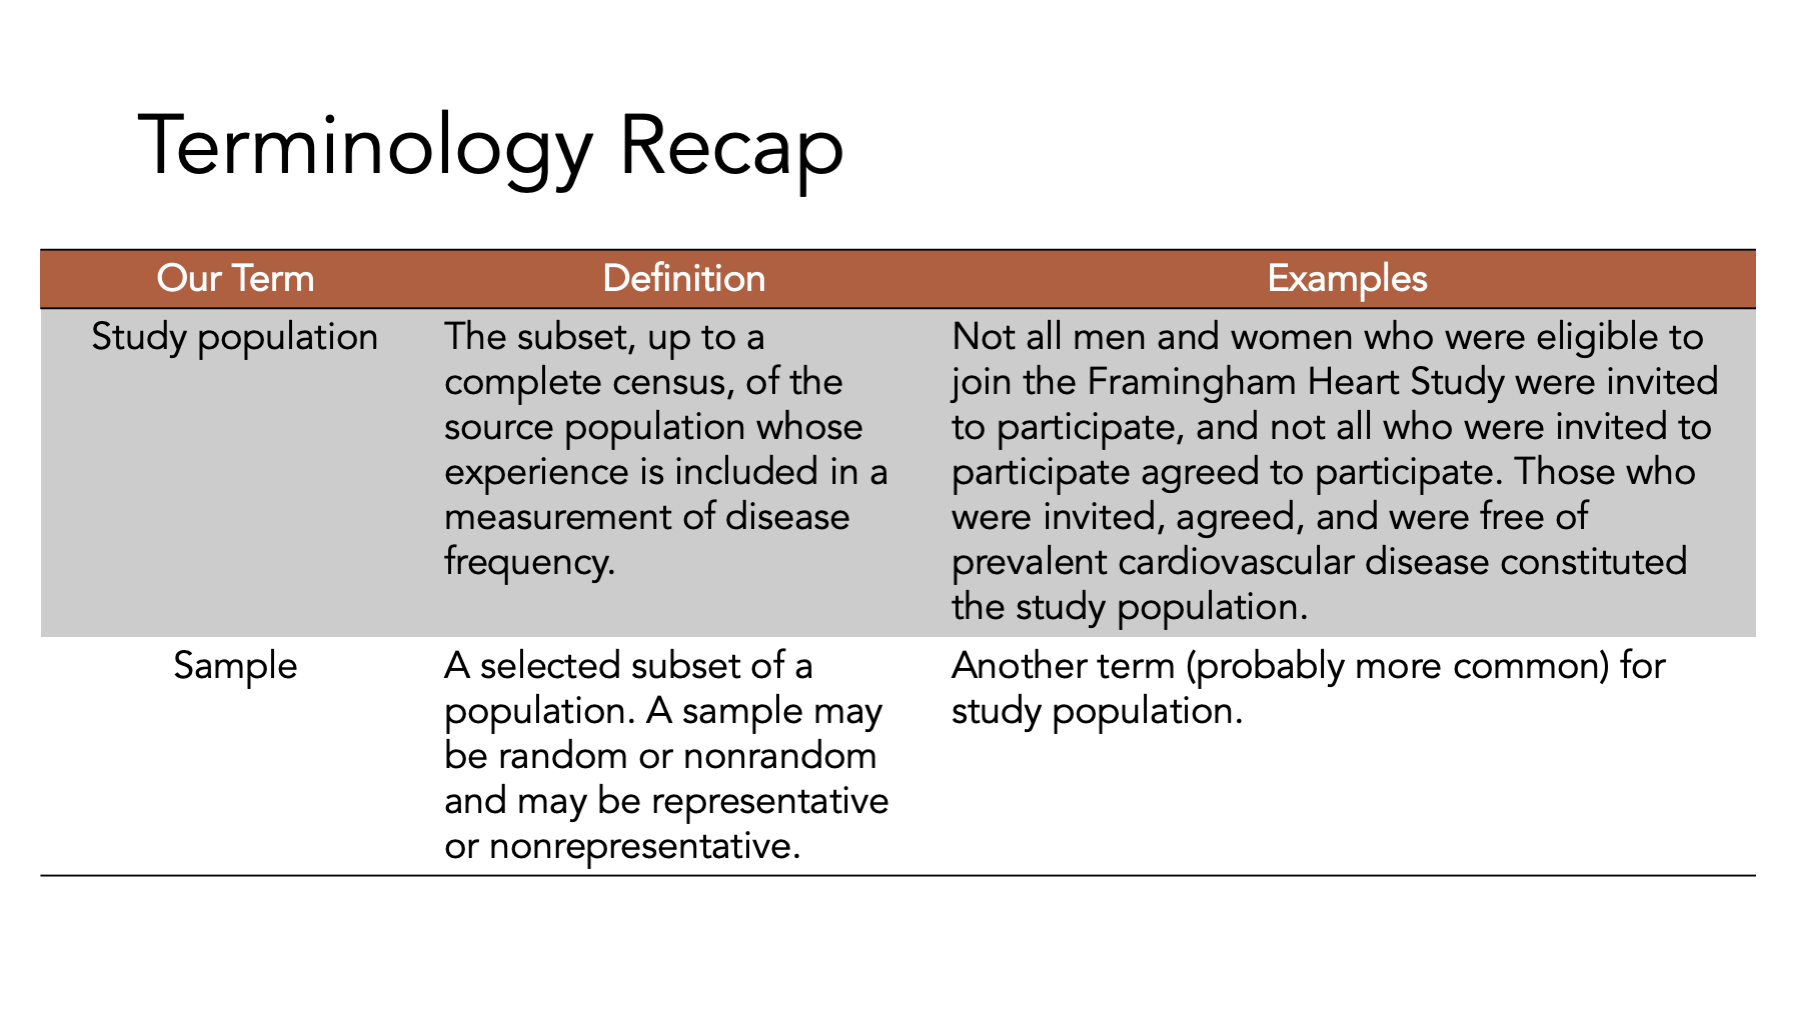 Terminology Recap
Our Term
Definition
Examples
Study population
The subset, up to a
complete census, of the
source population whose
experience is included in a
measurement of disease
frequency.
Not all men and women who were eligible to
join the Framingham Heart Study were invited
to participate, and not all who were invited to
participate agreed to participate. Those who
were invited, agreed, and were free of
prevalent cardiovascular disease constituted
the study population.
Sample
A selected subset of a
population. A sample may
be random or nonrandom
and may be representative
or nonrepresentative.
Another term (probably more common) for
study population.